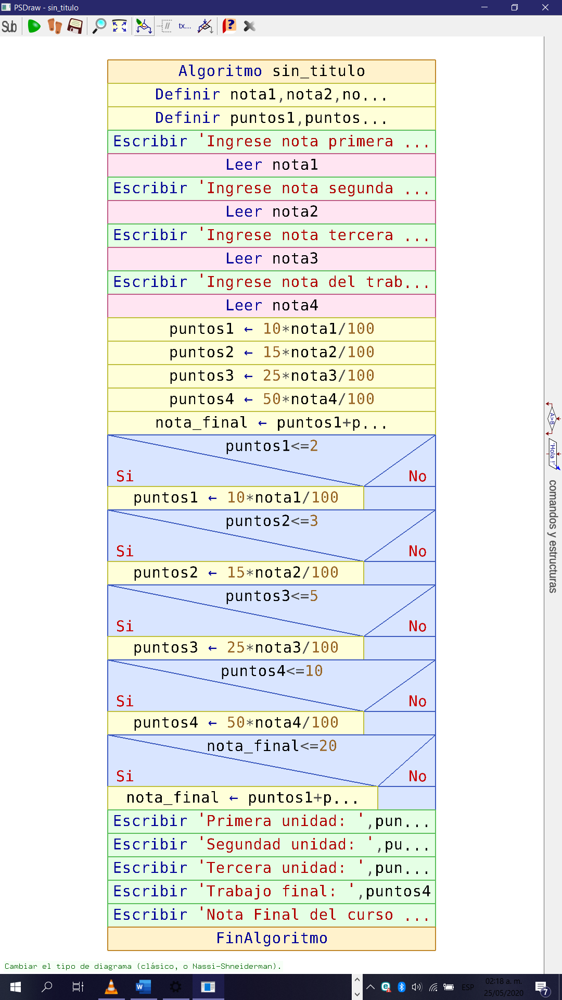 PSDraw - sin_titulo
Sub
tx...
Algoritmo sin_titulo
Definir nota1,nota2,no...
Definir puntos1,puntos...
Escribir 'Ingrese nota primera ...
Leer nota1
Escribir 'Ingrese nota segunda ...
Leer nota2
Escribir 'Ingrese nota tercera ...
Leer nota3
Escribir 'Ingrese nota del trab...
Leer nota4
puntos1 ← 10*nota1/100
puntos2 ← 15*nota2/100
puntos3 ← 25*nota3/100
puntos4 ← 50*nota4/100
nota_final ← puntos1+p...
puntos1<=2
Si No
puntos1 ← 10*nota1/100
puntos2<=3
Si No
puntos2 ← 15*nota2/100
puntos3<=5
Si No
puntos3 ← 25*nota3/100
puntos4<=10
Si No
puntos4 ← 50*nota4/100
nota_final<=20
Si No
nota_final ← puntos1+p...
Escribir 'Primera unidad: ',pun...
Escribir 'Segundad unidad: ',pu...
Escribir 'Tercera unidad: ',pun...
Escribir 'Trabajo final: ',puntos4
Escribir 'Nota Final del curso ...
FinAlgoritmo
A>B
'Hola !'
comandos y estructuras
Cambiar el tipo de diagrama (clásico, o Nassi-Shneiderman).
ESP
02:18 a. m.
25/05/2020
7